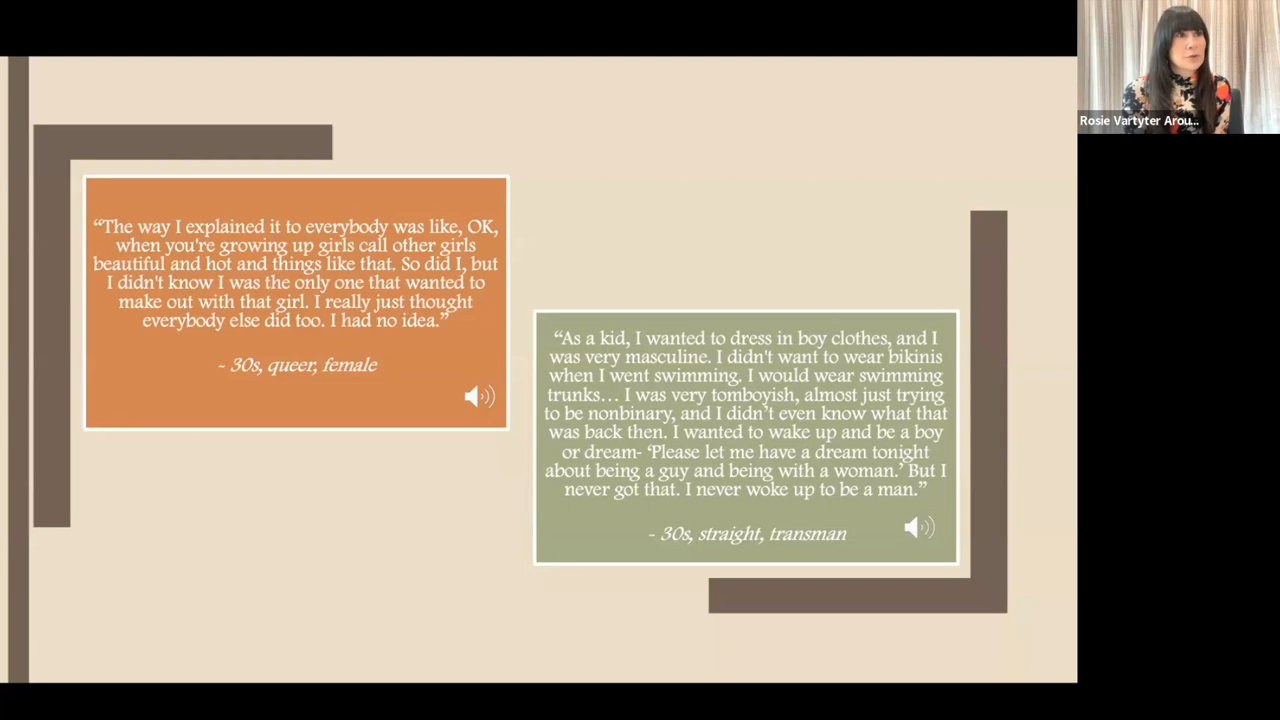 “The way I explained it to everybody was like, OK,
when you're growing up girls call other girls
beautiful and hot and things like that. So did I, but
I didn't know I was the only one that wanted to
make out with that girl. I really just thought
everybody else did too. I had no idea.”
- 30s, queer, female
“As a kid, I wanted to dress in boy clothes, and I
was very masculine. I didn't want to wear bikinis
when I went swimming. I would wear swimming
trunks… I was very tomboyish, almost just trying
to be nonbinary, and I didn’t even know what that
was back then. I wanted to wake up and be a boy
or dream- ‘Please let me have a dream tonight
about being a guy and being with a woman.’ But I
never got that. I never woke up to be a man.”
- 30s, straight, transman
Rosie Vartyter Arou...